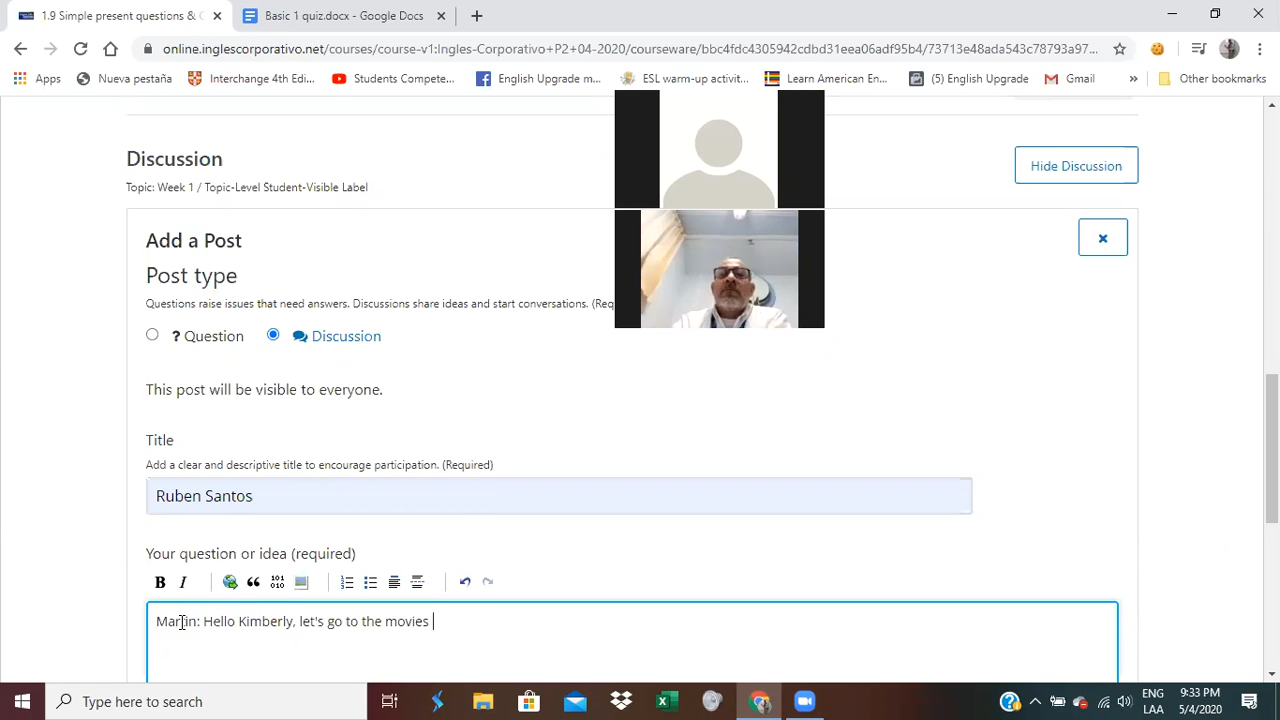 1.9 Simple present questions & (
Basic 1 quiz.docx - Google Docs
online.inglescorporativo.net/courses/course-v1:Ingles-Corporativo+P2+04-2020/courseware/bbc4fdc4305942cdbd31eea06adf95b4/73713e48ada543c78793a97...
Apps
Nueva pestaña
Interchange 4th Edi...
Students Compete...
English Upgrade m...
ESL warm-up activit...
Learn American En...
(5) English Upgrade
Gmail
»
Other bookmarks
Discussion
Hide Discussion
Topic: Week 1 / Topic-Level Student-Visible Label
Add a Post
Post type
Questions raise issues that need answers. Discussions share ideas and start conversations. (Req
? Question
Discussion
This post will be visible to everyone.
Title
Add a clear and descriptive title to encourage participation. (Required)
Ruben Santos
Your question or idea (required)
B I
Martin: Hello Kimberly, let's go to the movies
Type here to search
ENG
9:33 PM
LAA
5/4/2020